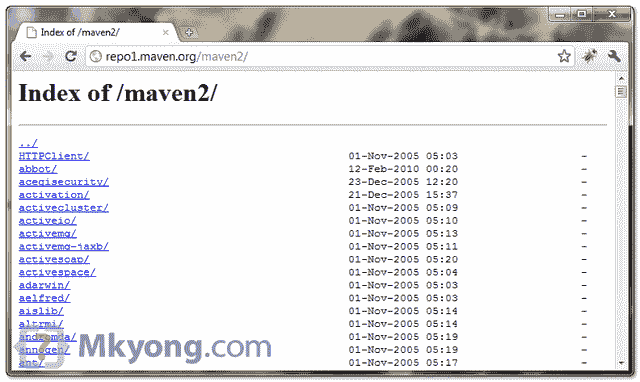 Index of /maven2/
repo1.maven.org/maven2/
Index of /maven2/
../
HTTPClient/ 01-Nov-2005 05:03 -
abbot/ 12-Feb-2010 00:20 -
acegisecurity/ 23-Dec-2005 12:20 -
activation/ 21-Dec-2005 15:37 -
activecluster/ 01-Nov-2005 05:09 -
activeio/ 01-Nov-2005 05:10 -
activemq/ 01-Nov-2005 05:13 -
activemq-jaxb/ 01-Nov-2005 05:11 -
activesoap/ 01-Nov-2005 05:20 -
activespace/ 01-Nov-2005 05:04 -
adarwin/ 01-Nov-2005 05:03 -
aelfred/ 01-Nov-2005 05:03 -
aislib/ 01-Nov-2005 05:14 -
altrmi/ 01-Nov-2005 05:14 -
andromda/ 01-Nov-2005 05:19 -
annogen/ 01-Nov-2005 05:19 -
ant/ 01-Nov-2005 05:17 -
Mkyong.com